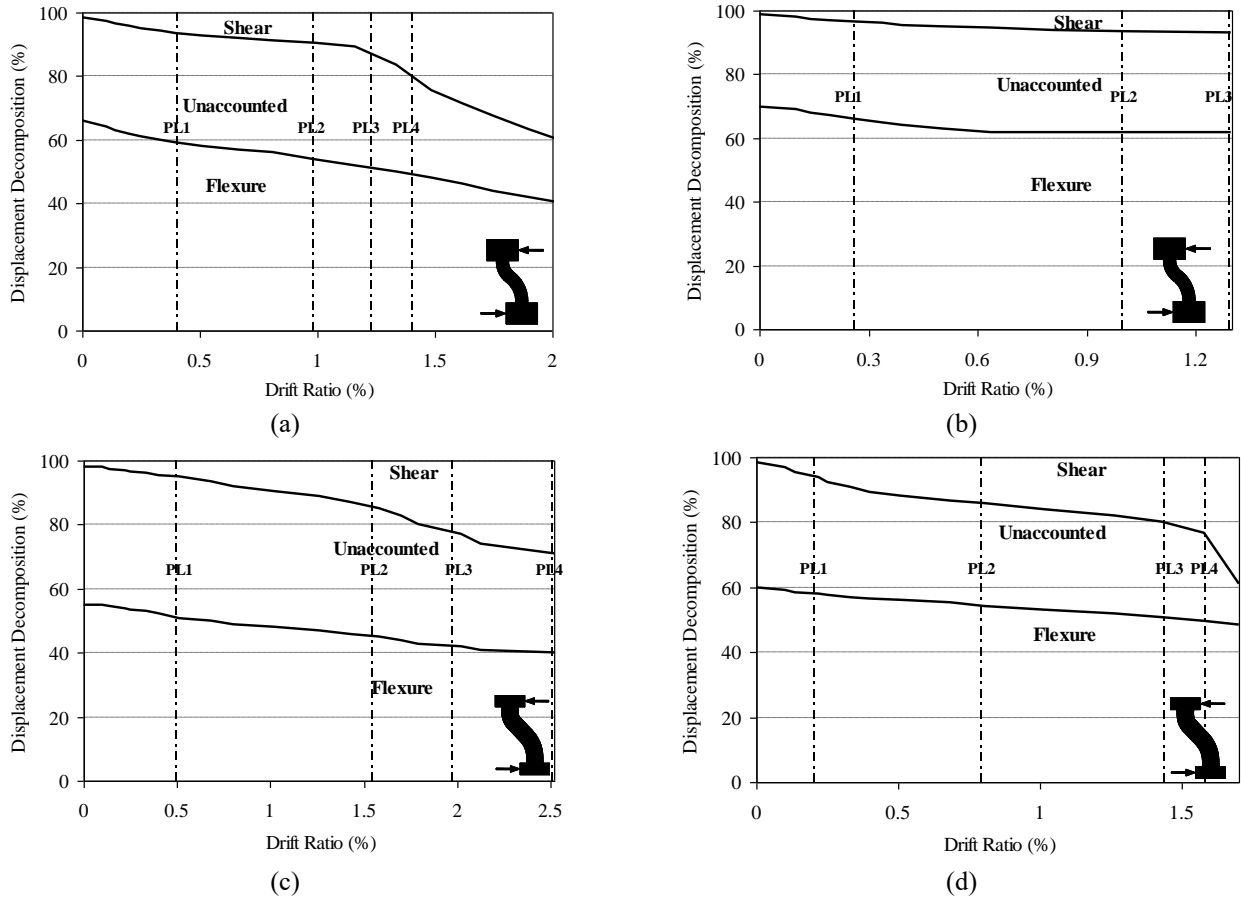 100
80
60
40
20
0
Displacement Decomposition (%)
Shear
Unaccounted
PL1
PL2
PL3
PL4
Flexure
0
0.5
1
1.5
2
Drift Ratio (%)
(a)
100
80
60
40
20
0
Displacement Decomposition (%)
Shear
Unaccounted
PL1
PL2
PL3
Flexure
0
0.3
0.6
0.9
1.2
Drift Ratio (%)
(b)
100
80
60
40
20
0
Displacement Decomposition (%)
Shear
Unaccounted
PL1
PL2
PL3
PL4
Flexure
0
0.5
1
1.5
2
2.5
Drift Ratio (%)
(c)
100
80
60
40
20
0
Displacement Decomposition (%)
Shear
Unaccounted
PL1
PL2
PL3
PL4
Flexure
0
0.5
1
1.5
Drift Ratio (%)
(d)